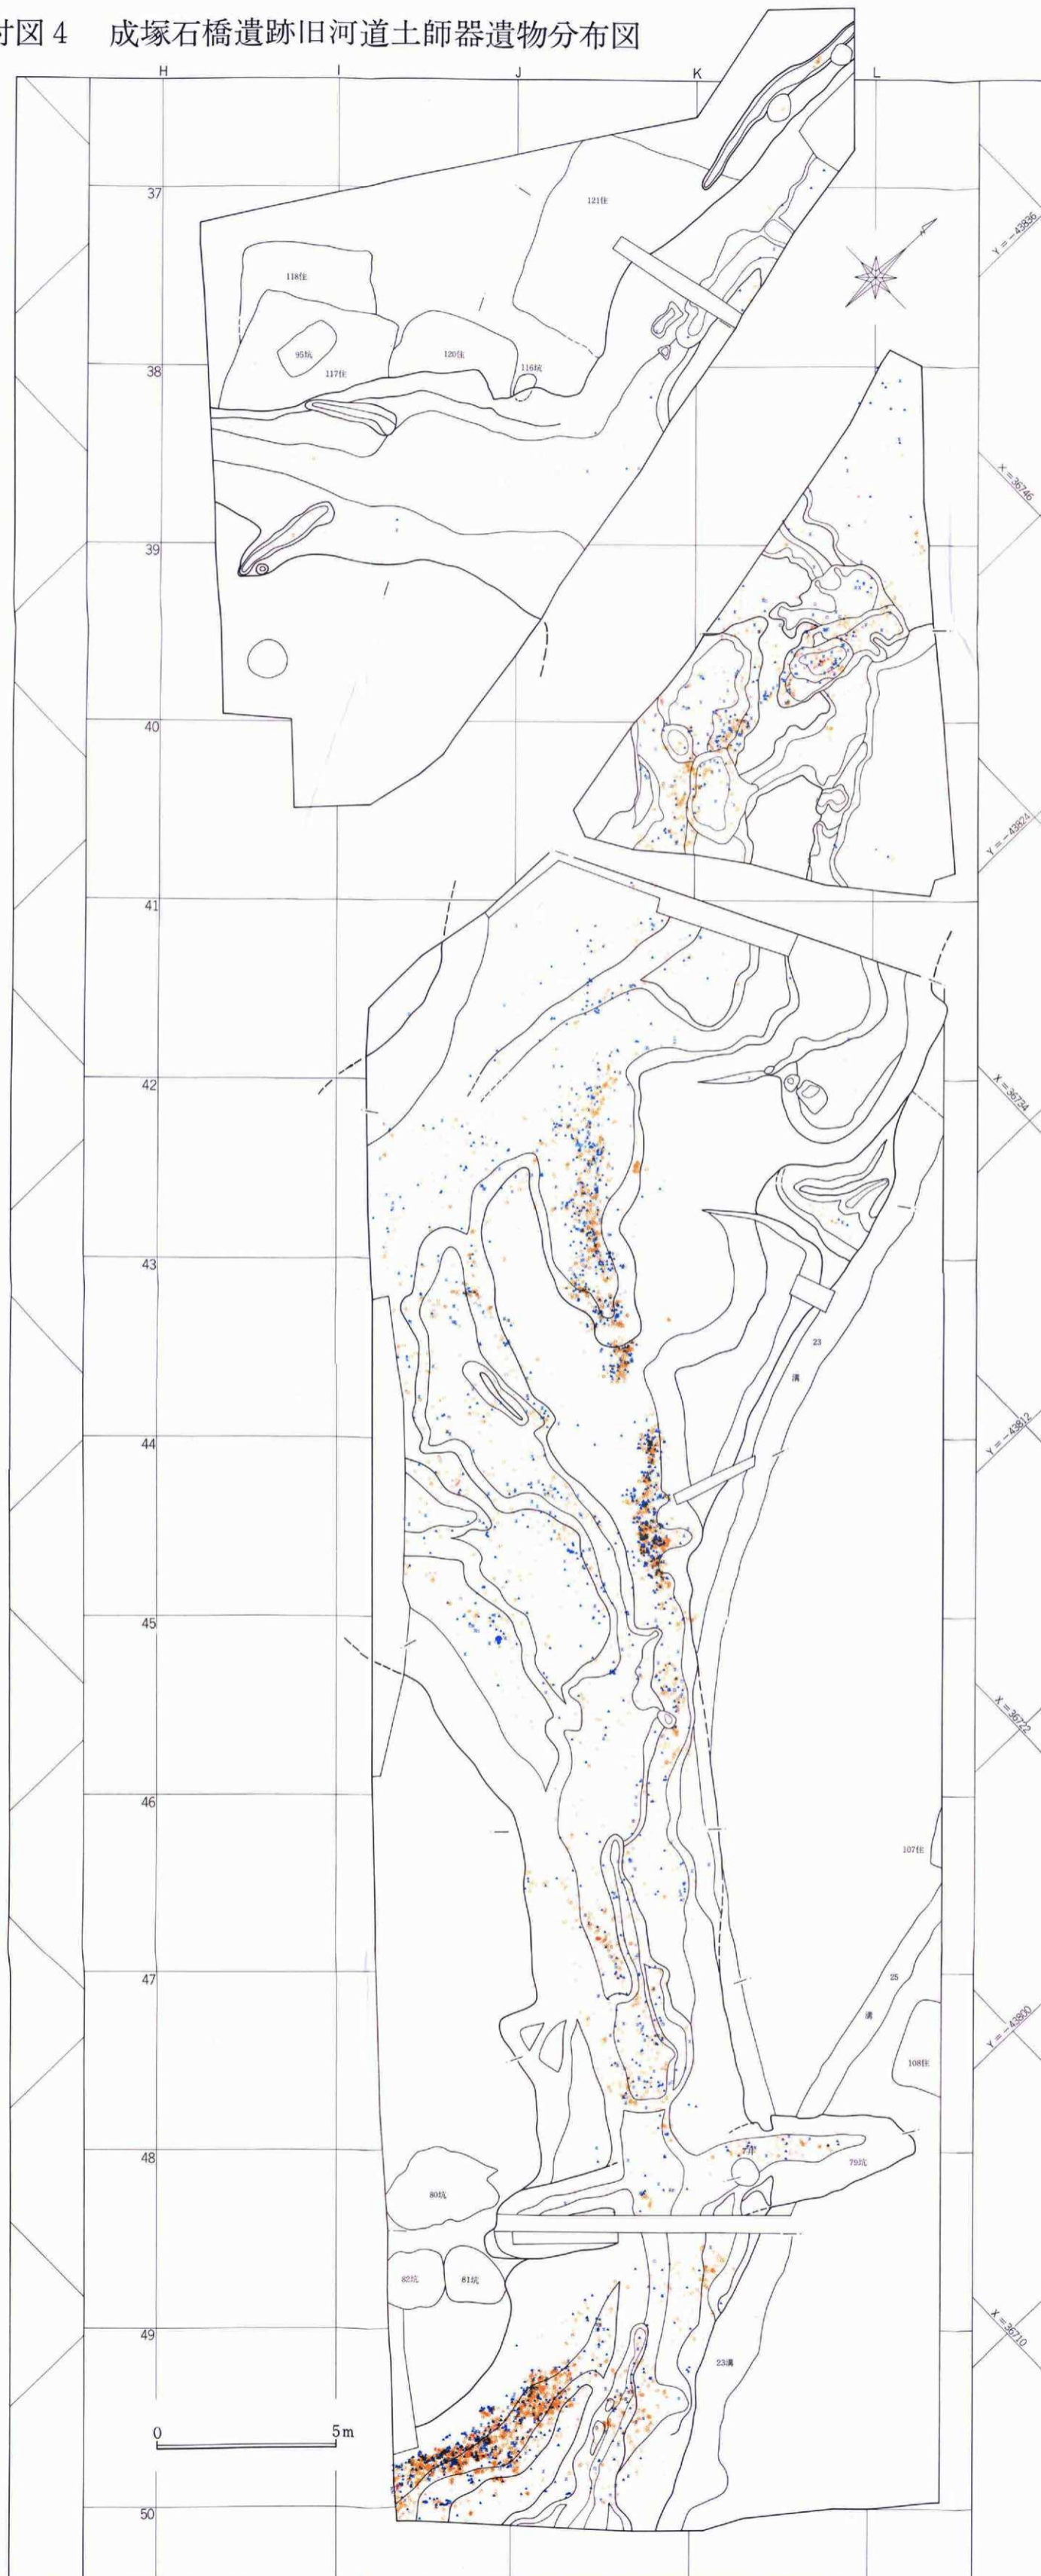 付図4　成塚石橋遺跡旧河道土師器遺物分布図
H I J K L
37
121住
Y = -43836
118住
95坑
117住
120住
116坑
38
X = 36746
39
40
Y = -43824
41
42
X = 36734
43
23
溝
Y = -43812
44
45
X = 36722
46
107住
47
25
溝
Y = -43800
108住
48
79坑
80坑
82坑
81坑
X = 36710
49
23溝
0 5m
50